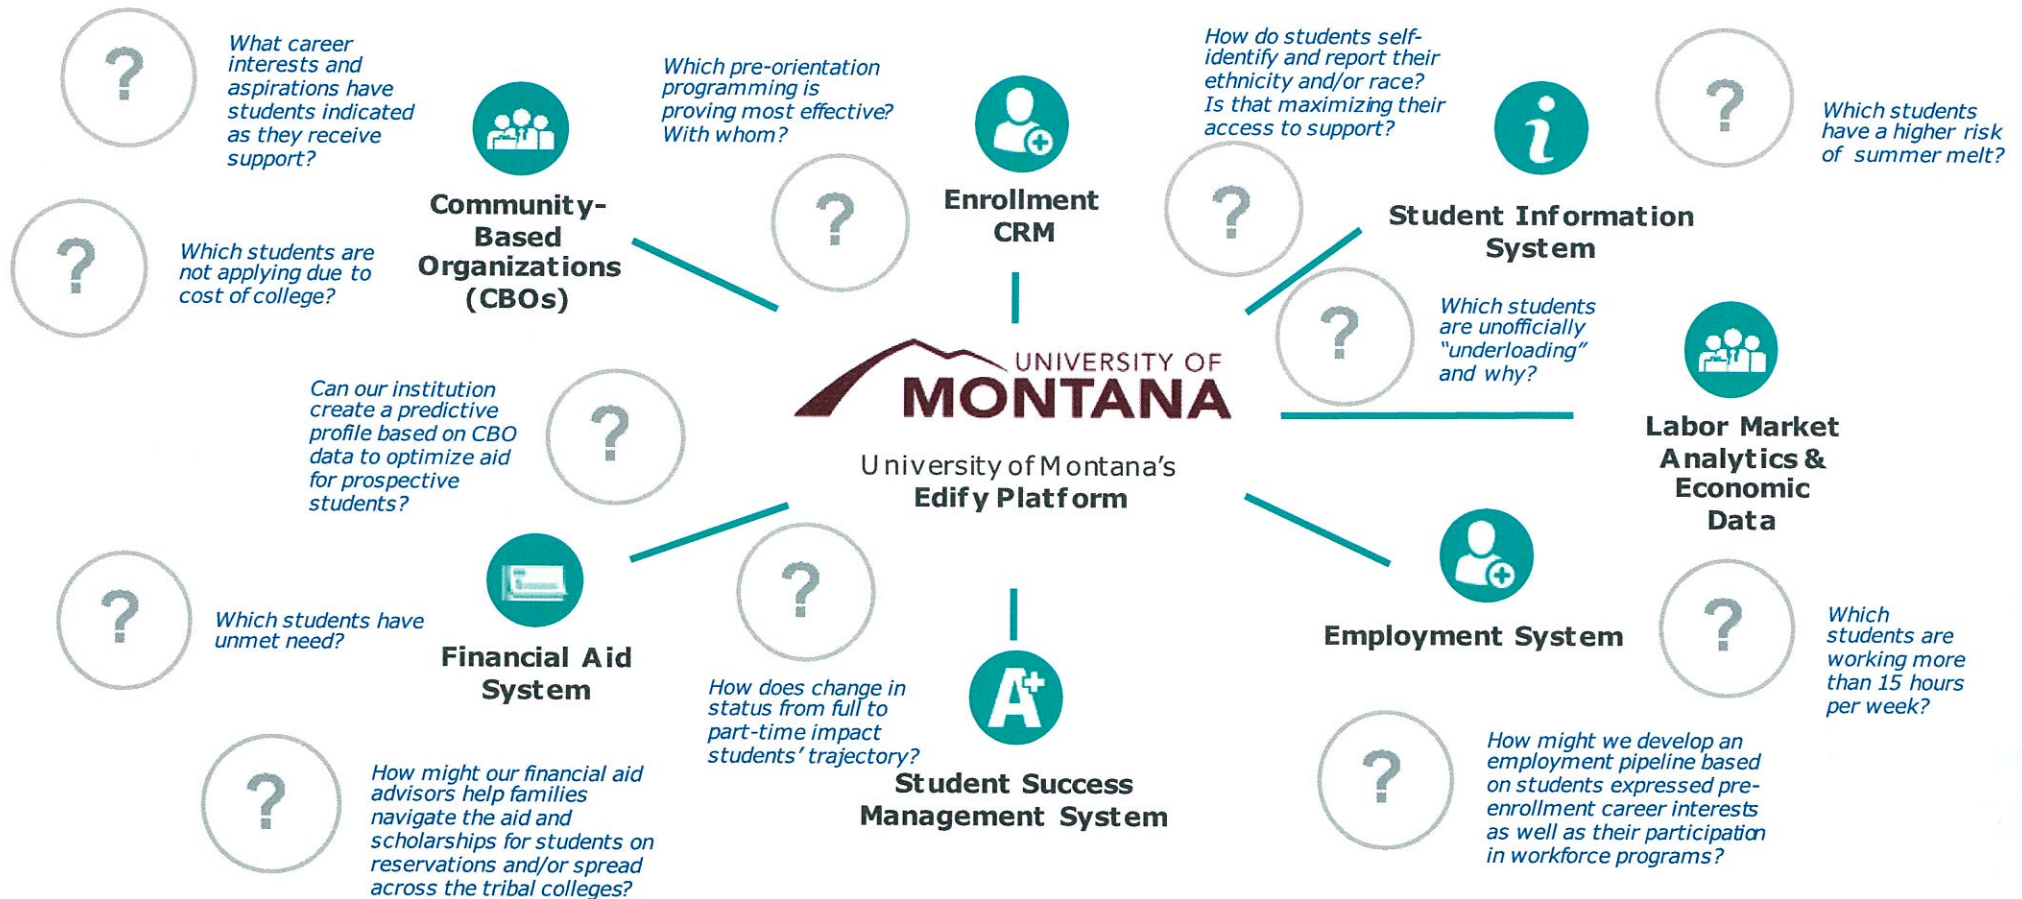 ?
What career
interests and
aspirations have
students indicated
as they receive
support?
Community-
Based
Organizations
(CBOs)
?
Which students are
not applying due to
cost of college?
Which pre-orientation
programming is
proving most effective?
With whom?
?
Enrollment
CRM
How do students self-
identify and report their
ethnicity and/or race?
Is that maximizing their
access to support?
?
i
Student Information
System
?
Which students
have a higher risk
of summer melt?
?
Which students
are unofficially
"underloading"
and why?
Labor Market
Analytics &
Economic
Data
UNIVERSITY OF
MONTANA
University of Montana's
Edify Platform
Can our institution
create a predictive
profile based on CBO
data to optimize aid
for prospective
students?
?
?
Which students have
unmet need?
Financial Aid
System
?
How might our financial aid
advisors help families
navigate the aid and
scholarships for students on
reservations and/or spread
across the tribal colleges?
?
How does change in
status from full to
part-time impact
students' trajectory?
A+
Student Success
Management System
Employment System
?
Which
students are
working more
than 15 hours
per week?
?
How might we develop an
employment pipeline based
on students expressed pre-
enrollment career interests
as well as their participation
in workforce programs?